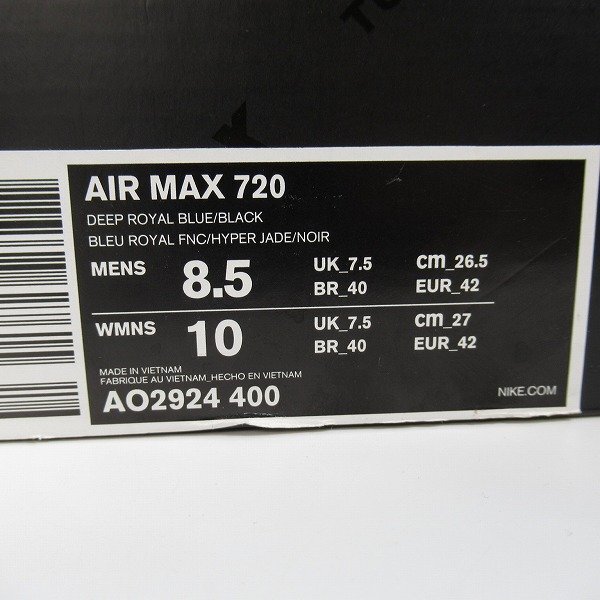 AIR MAX 720
DEEP ROYAL BLUE/BLACK
BLEU ROYAL FNC/HYPER JADE/NOIR
MENS 8.5 UK_7.5 cm_26.5
BR_40 EUR_42
WMNS 10 UK_7.5 cm_27
BR_40 EUR_42
MADE IN VIETNAM
FABRIQUE AU VIETNAM_HECHO EN VIETNAM
AO2924 400
NIKE.COM